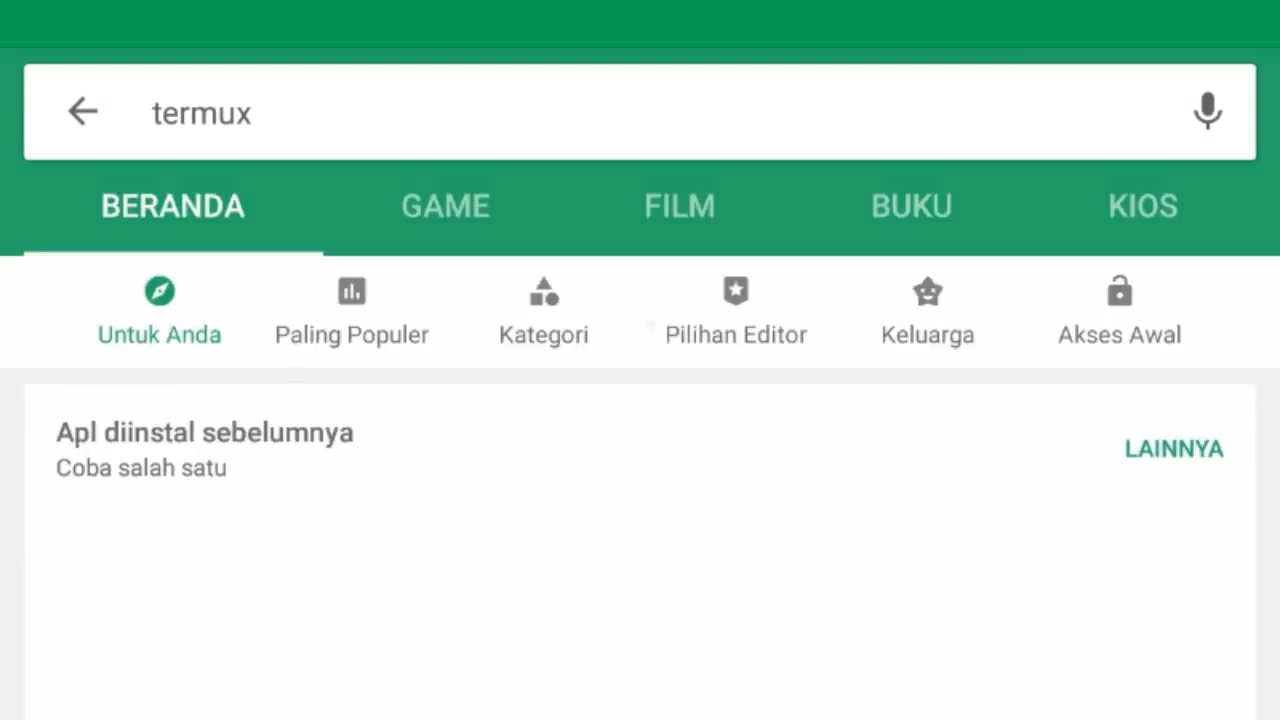 termux
BERANDA GAME FILM BUKU KIOS
Untuk Anda Paling Populer Kategori Pilihan Editor Keluarga Akses Awal
Apl diinstal sebelumnya
LAINNYA
Coba salah satu